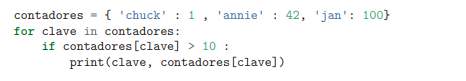 contadores = { 'chuck' : 1 , 'annie' : 42, 'jan': 100}
for clave in contadores:
    if contadores[clave] > 10 :
        print(clave, contadores[clave])